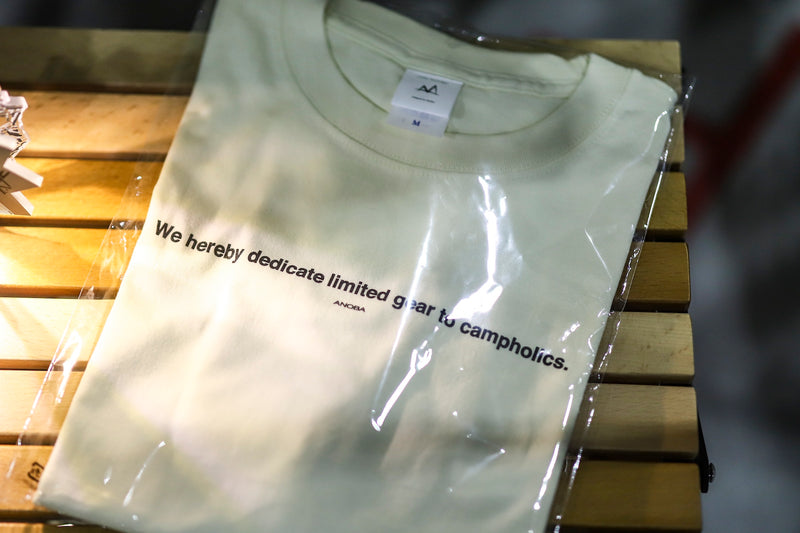 M
We hereby dedicate limited gear to campholics.
ANOBA